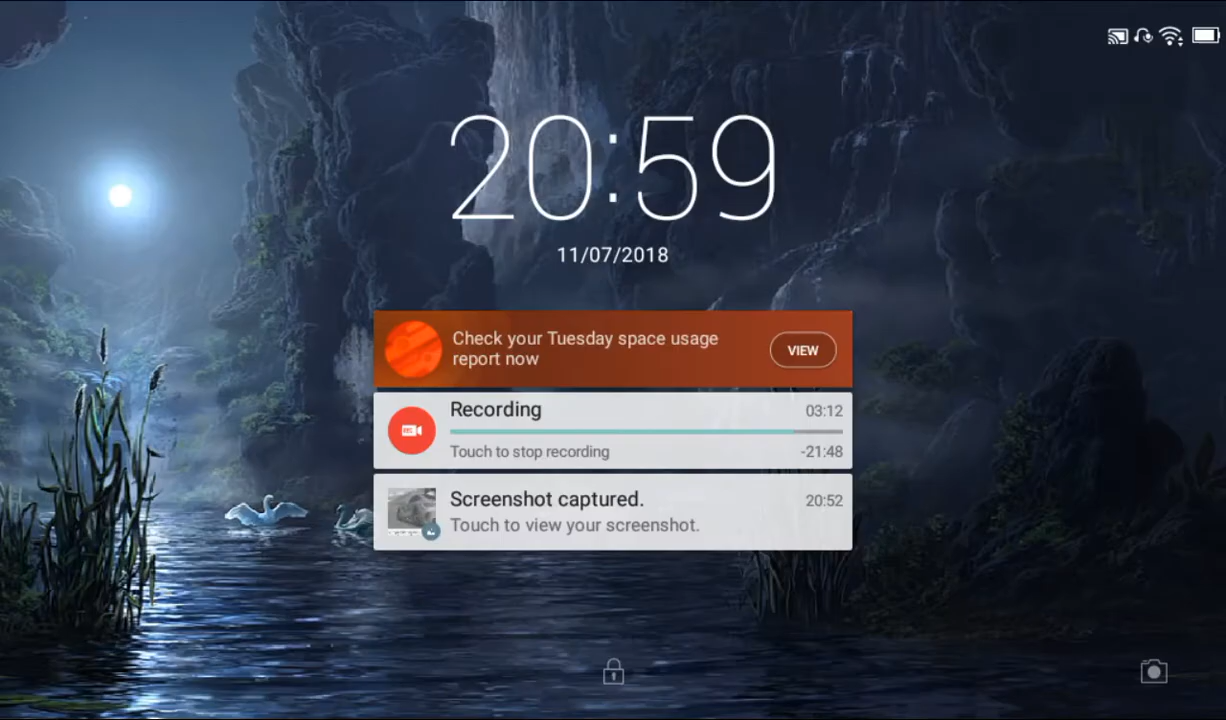 20:59
11/07/2018
Check your Tuesday space usage
report now
VIEW
Recording
03:12
Touch to stop recording
-21:48
Screenshot captured.
20:52
Touch to view your screenshot.